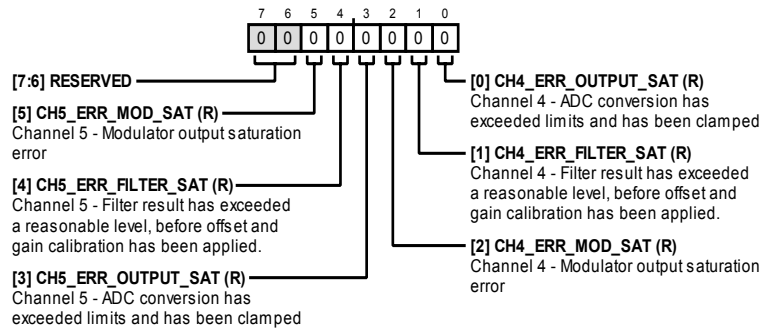 7 6 5 4 3 2 1 0
0 0 0 0 0 0 0 0
[7:6] RESERVED
[5] CH5_ERR_MOD_SAT (R)
Channel 5 - Modulator output saturation
error
[4] CH5_ERR_FILTER_SAT (R)
Channel 5 - Filter result has exceeded
a reasonable level, before offset and
gain calibration has been applied.
[3] CH5_ERR_OUTPUT_SAT (R)
Channel 5 - ADC conversion has
exceeded limits and has been clamped
[0] CH4_ERR_OUTPUT_SAT (R)
Channel 4 - ADC conversion has
exceeded limits and has been clamped
[1] CH4_ERR_FILTER_SAT (R)
Channel 4 - Filter result has exceeded
a reasonable level, before offset and
gain calibration has been applied.
[2] CH4_ERR_MOD_SAT (R)
Channel 4 - Modulator output saturation
error